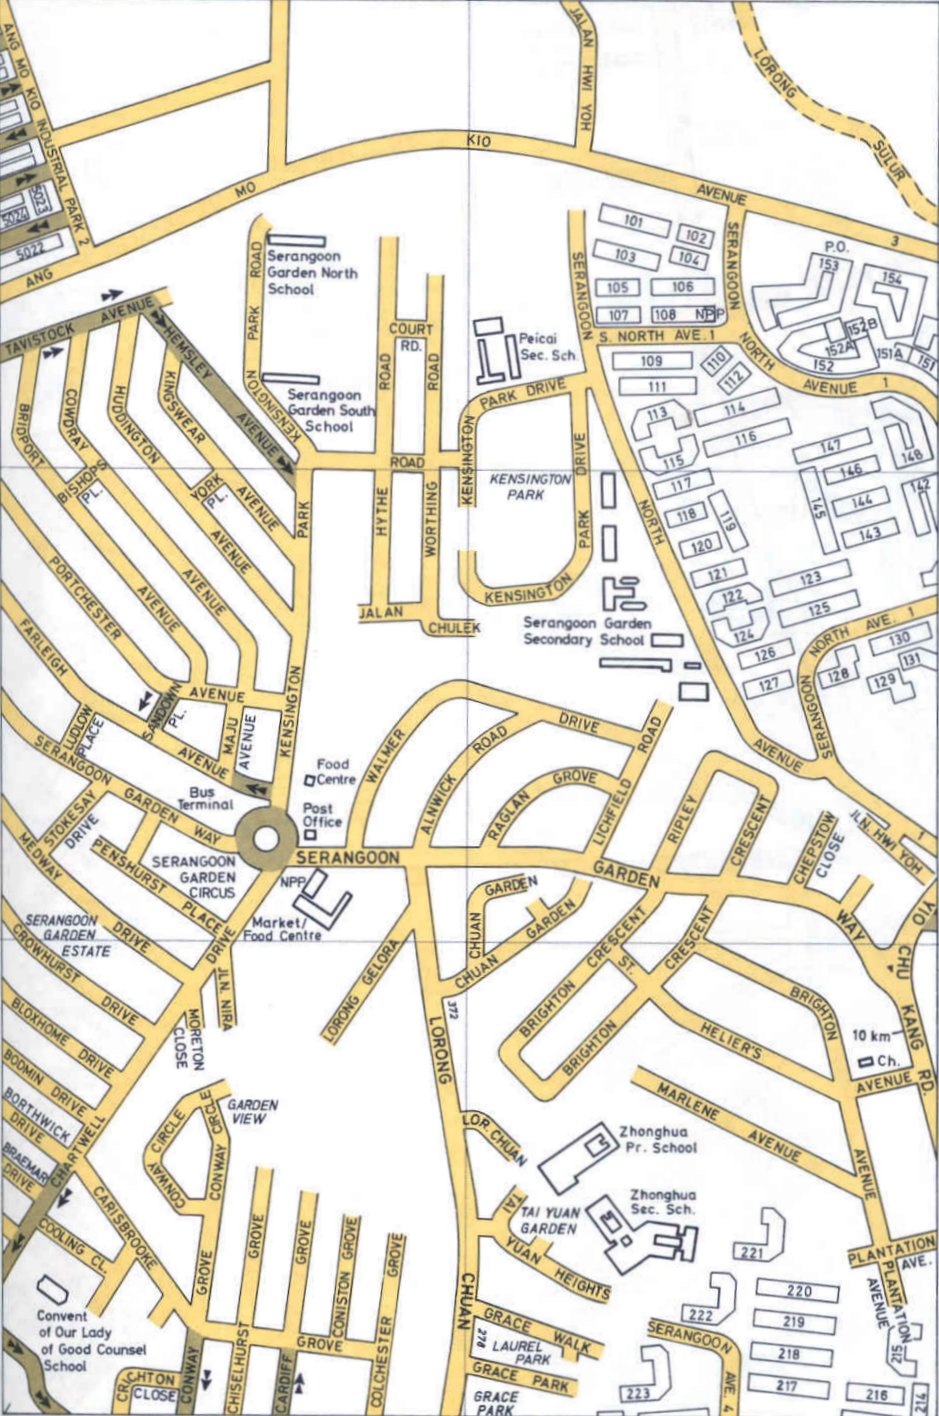 ANG MO KIO INDUSTRIAL PARK 2
JALAN HWI YOH
LORONG
SULUR
5023
5024
5022
ANG
MO
KIO
AVENUE
3
SERANGOON
SERANGOON
101
102
103
104
105
106
107
108
NPP
P.O.
153
154
152B
152A
152
151A
151
S. NORTH AVE. 1
NORTH
AVENUE
1
109
110
111
112
113
114
115
116
117
118
119
120
121
122
123
124
125
126
127
128
129
130
131
142
143
144
145
146
147
148
PARK ROAD
KENSINGTON
Serangoon
Garden North
School
Serangoon
Garden South
School
COURT
RD.
ROAD
ROAD
Peicai
Sec. Sch.
PARK DRIVE
TAVISTOCK AVENUE
HEMSLEY
AVENUE
BRIDPORT
COWDRAY
HUDDINGTON
KINGSWEAR
BISHOPS
PL.
YORK
PL.
AVENUE
AVENUE
AVENUE
AVENUE
PORTCHESTER
PARK
ROAD
HYTHE
WORTHING
KENSINGTON
KENSINGTON
PARK
DRIVE
PARK
KENSINGTON
NORTH
JALAN
CHULEK
Serangoon Garden
Secondary School
NORTH AVE. 1
SERANGOON
FARLEIGH
SANDOWN
PL.
AVENUE
LUDLOW
PLACE
AVENUE
MAJU
AVENUE
KENSINGTON
SERANGOON
GARDEN
WAY
Bus
Terminal
Food
Centre
Post
Office
WALMER
DRIVE
ALNWICK ROAD
RAGLAN GROVE
LICHFIELD ROAD
RIPLEY
CRESCENT
AVENUE
1
JLN. HWI YOH
CHEPSTOW
CLOSE
STOKESAY
DRIVE
MEDWAY
DRIVE
PENSHURST
PLACE
SERANGOON
GARDEN
CIRCUS
SERANGOON
GARDEN
WAY
NPP
Market/
Food Centre
SERANGOON
GARDEN
ESTATE
CROWHURST
DRIVE
DRIVE
JLN. NIRA
MORETON
CLOSE
LORONG GELORA
CHUAN
GARDEN
CHUAN GARDEN
BRIGHTON CRESCENT
BRIGHTON
CRESCENT
ST.
HELIER'S
AVENUE
BRIGHTON
AVENUE
YIO
CHU
KANG
RD.
10 km
Ch.
BLOXHOME DRIVE
BODMIN DRIVE
BORTHWICK
DRIVE
BRAEMAR
DRIVE
CHARTWELL
372
LORONG
CHUAN
MARLENE
AVENUE
GARDEN
VIEW
CONWAY
CIRCLE
CONWAY CIRCLE
LOR. CHUAN
Zhonghua
Pr. School
Zhonghua
Sec. Sch.
TAI
YUAN
HEIGHTS
TAI YUAN
GARDEN
COOLING CL.
CARISBROOKE
GROVE
GROVE
GROVE
CONISTON GROVE
GROVE
GROVE
Convent
of Our Lady
of Good Counsel
School
CRICHTON
CLOSE
CONWAY
CHISELHURST
CARDIFF
COLCHESTER
278
GRACE WALK
LAUREL
PARK
GRACE PARK
GRACE
PARK
221
222
223
220
219
218
217
216
215
214
SERANGOON
AVE. 4
PLANTATION
AVE.
PLANTATION
AVENUE